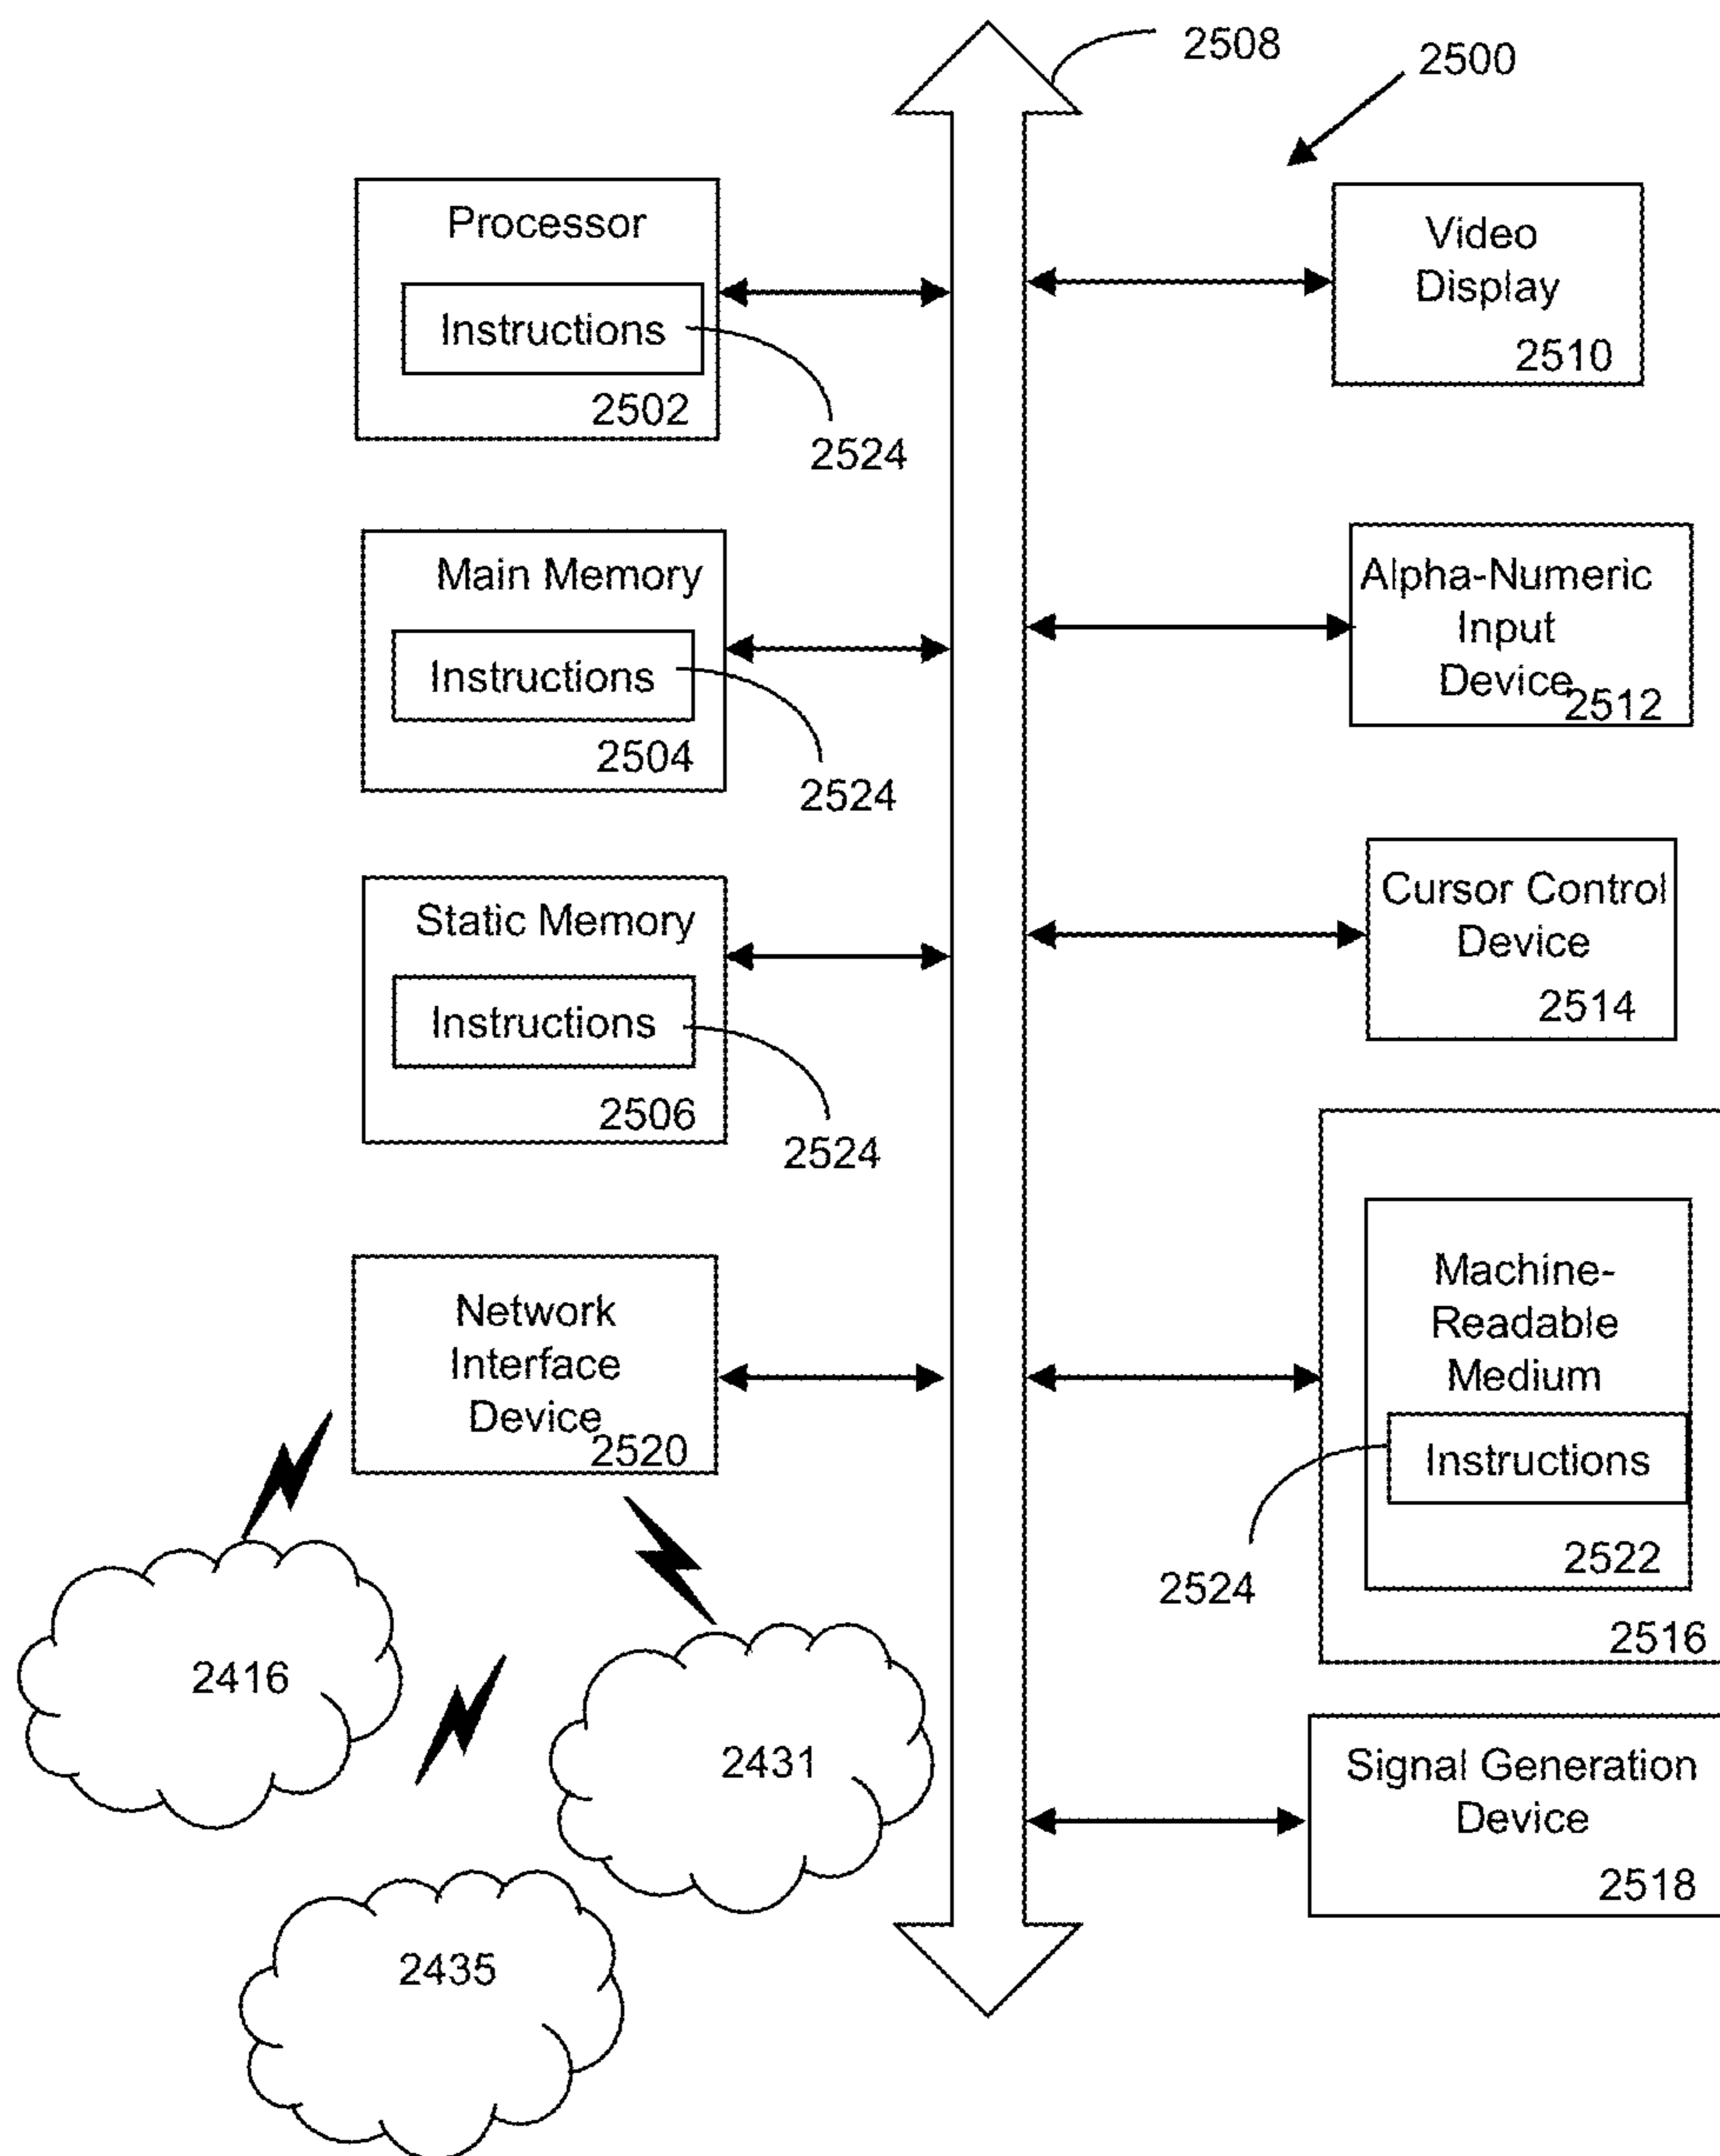 2508
2500
Processor
Instructions
2502
2524
Video
Display
2510
Main Memory
Instructions
2504
2524
Alpha-Numeric
Input
Device
2512
Static Memory
Instructions
2506
2524
Cursor Control
Device
2514
Network
Interface
Device
2520
Machine-
Readable
Medium
Instructions
2522
2524
2516
2416
2431
2435
Signal Generation
Device
2518